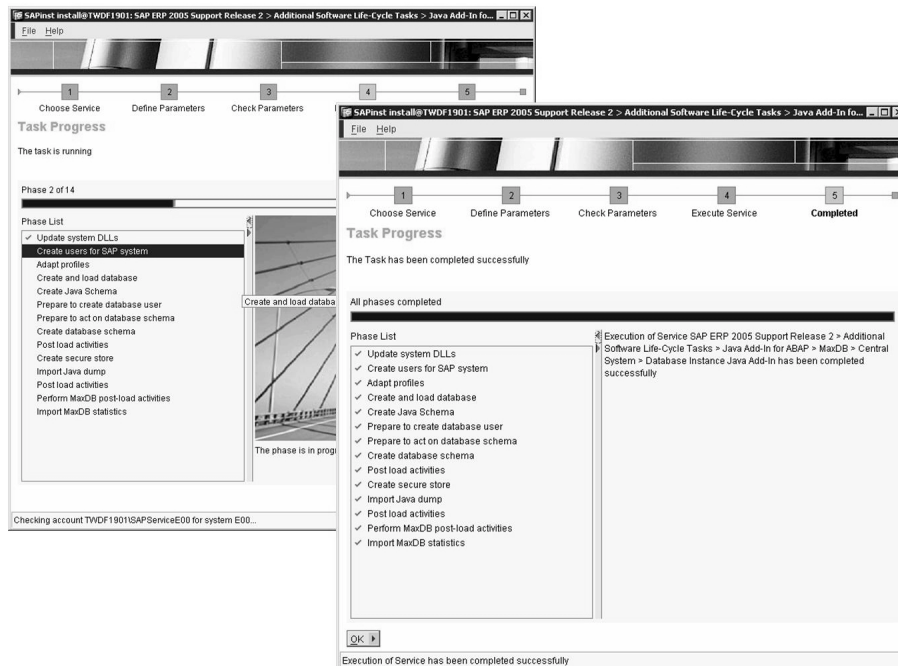 SAPinst install@TWDF1901: SAP ERP 2005 Support Release 2 > Additional Software Life-Cycle Tasks > Java Add-In fo...
File Help
1 2 3 4 5
Choose Service Define Parameters Check Parameters
Task Progress
The task is running
Phase 2 of 14
Phase List
Update system DLLs
Create users for SAP system
Adapt profiles
Create and load database
Create Java Schema
Prepare to create database user
Prepare to act on database schema
Create database schema
Post load activities
Create secure store
Import Java dump
Post load activities
Perform MaxDB post-load activities
Import MaxDB statistics
Create and load databa
The phase is in progr
Checking account TWDF1901\SAPServiceE00 for system E00...
SAPinst install@TWDF1901: SAP ERP 2005 Support Release 2 > Additional Software Life-Cycle Tasks > Java Add-In fo...
File Help
1 2 3 4 5
Choose Service Define Parameters Check Parameters Execute Service Completed
Task Progress
The Task has been completed successfully
All phases completed
Phase List
Update system DLLs
Create users for SAP system
Adapt profiles
Create and load database
Create Java Schema
Prepare to create database user
Prepare to act on database schema
Create database schema
Post load activities
Create secure store
Import Java dump
Post load activities
Perform MaxDB post-load activities
Import MaxDB statistics
Execution of Service SAP ERP 2005 Support Release 2 > Additional
Software Life-Cycle Tasks > Java Add-In for ABAP > MaxDB > Central
System > Database Instance Java Add-In has been completed
successfully
OK
Execution of Service has been completed successfully